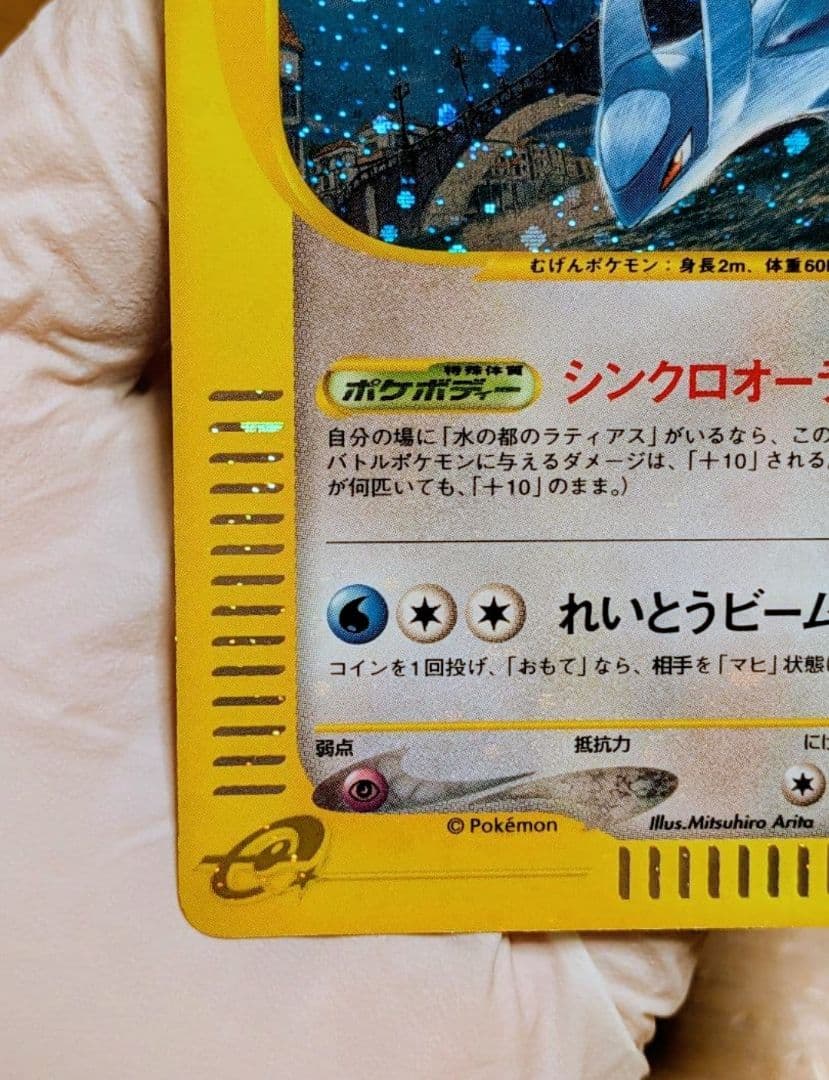 むげんポケモン：身長2m．体重60
特殊体質
ポケボディー シンクロオー
自分の場に「水の都のラティアス」がいるなら、この
バトルポケモンに与えるダメージは、「＋10」される。
が何匹いても、「＋10」のまま。）
れいとうビーム
コインを1回投げ、「おもて」なら、相手を「マヒ」状態に
弱点 抵抗力 にげ
© Pokémon Illus.Mitsuhiro Arita
e